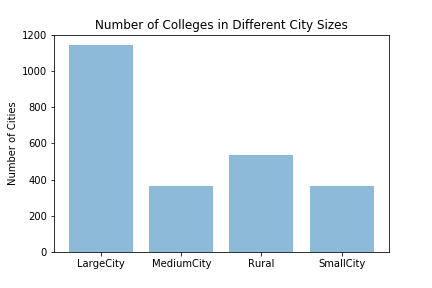 Number of Colleges in Different City Sizes
Number of Cities
1200
1000
800
600
400
200
0
LargeCity MediumCity Rural SmallCity